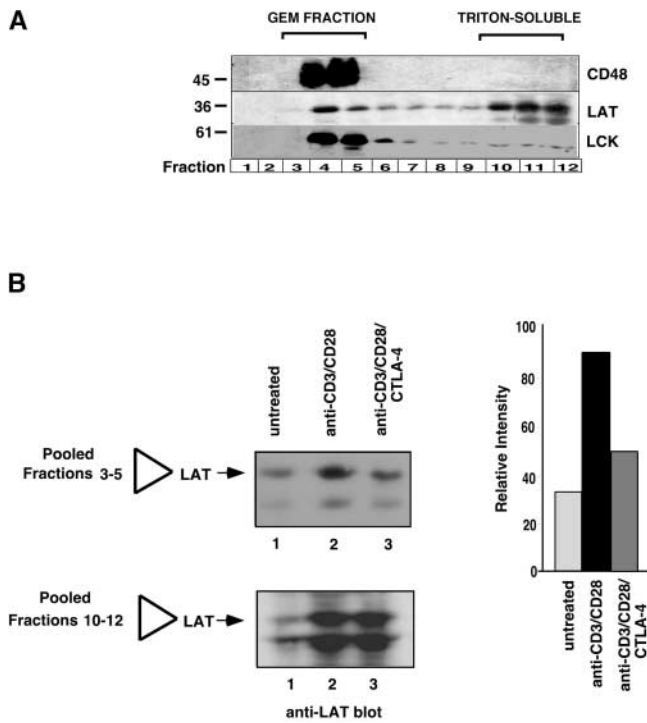 A
GEM FRACTION TRITON-SOLUBLE
45 CD48
36 LAT
61 LCK
Fraction 1 2 3 4 5 6 7 8 9 10 11 12
B
untreated
anti-CD3/CD28
anti-CD3/CD28/
CTLA-4
Pooled
Fractions 3-5
LAT
1 2 3
Pooled
Fractions 10-12
LAT
1 2 3
anti-LAT blot
Relative Intensity
100
80
60
40
20
0
untreated
anti-CD3/CD28
anti-CD3/CD28/
CTLA-4